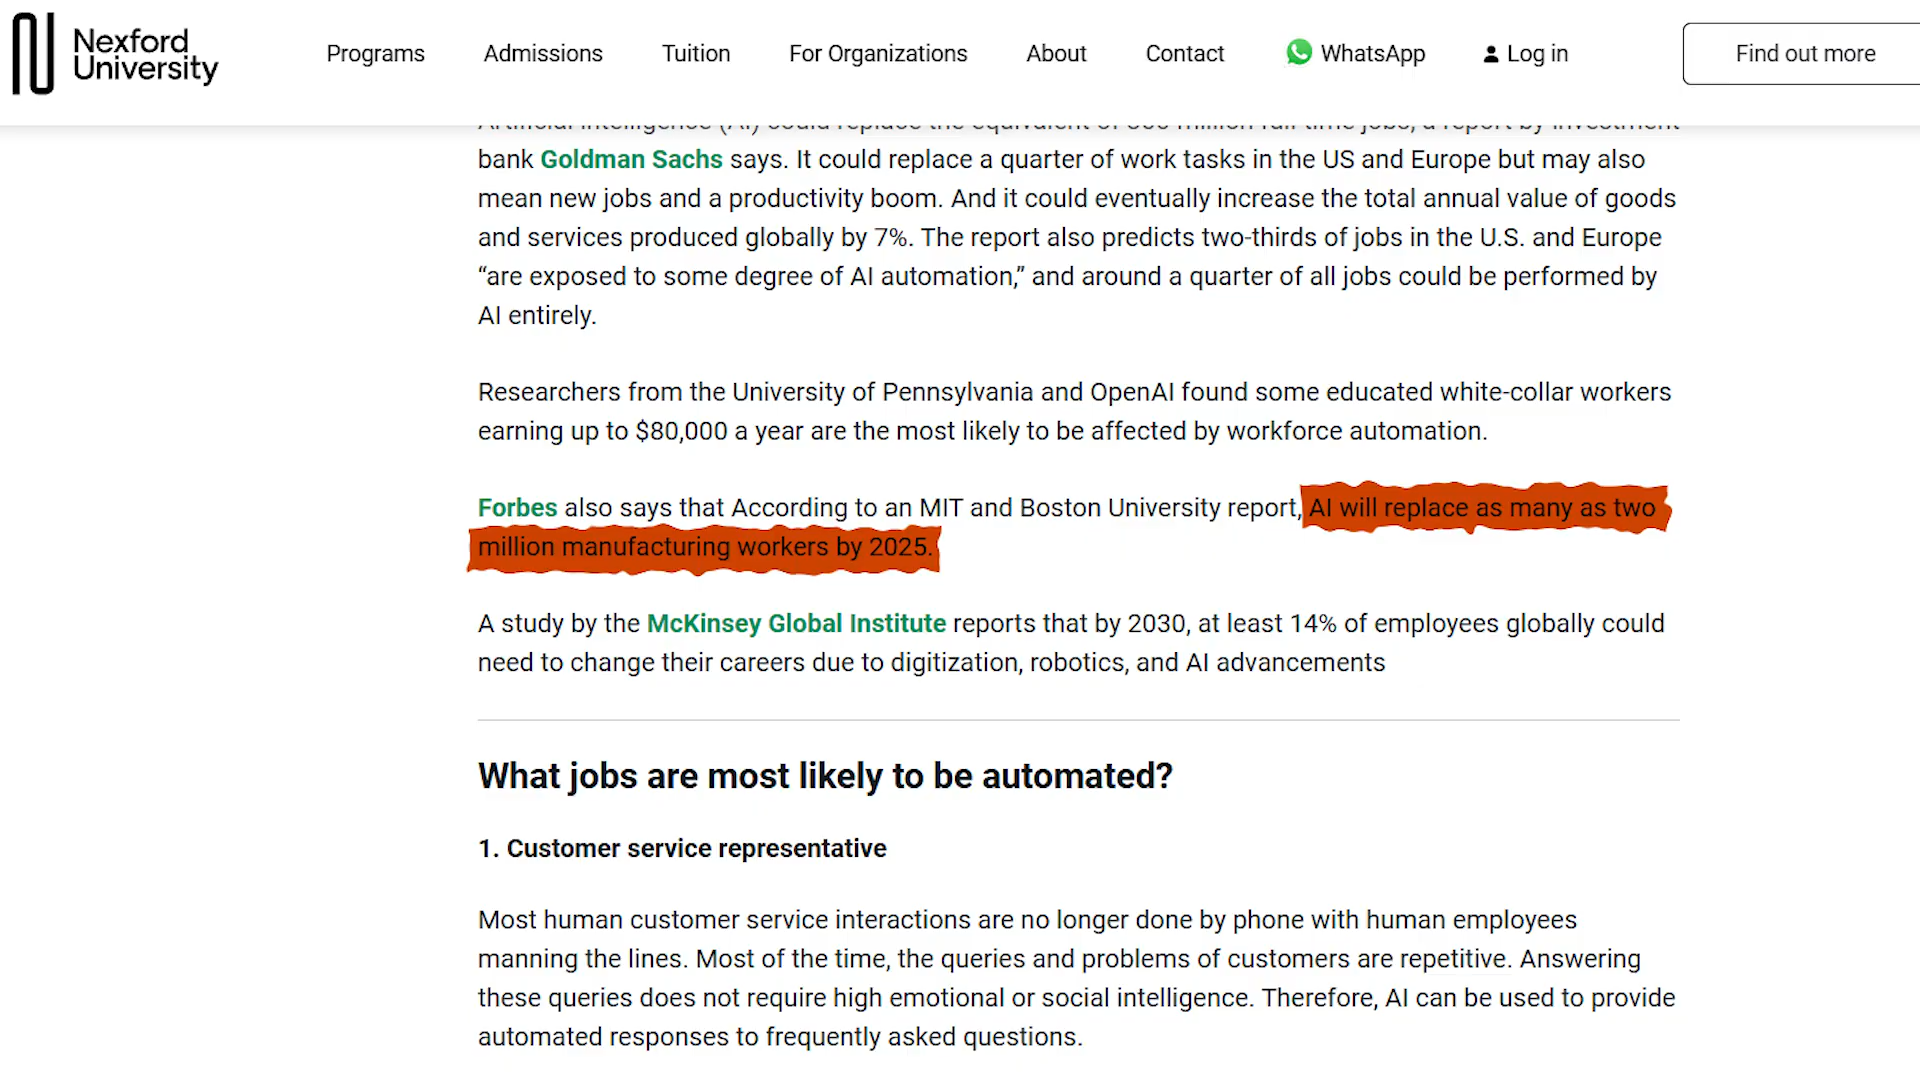 Nexford
University
Programs
Admissions
Tuition
For Organizations
About
Contact
WhatsApp
Log in
Find out more
bank Goldman Sachs says. It could replace a quarter of work tasks in the US and Europe but may also
mean new jobs and a productivity boom. And it could eventually increase the total annual value of goods
and services produced globally by 7%. The report also predicts two-thirds of jobs in the U.S. and Europe
“are exposed to some degree of AI automation,” and around a quarter of all jobs could be performed by
AI entirely.
Researchers from the University of Pennsylvania and OpenAI found some educated white-collar workers
earning up to $80,000 a year are the most likely to be affected by workforce automation.
Forbes also says that According to an MIT and Boston University report, AI will replace as many as two
million manufacturing workers by 2025.
A study by the McKinsey Global Institute reports that by 2030, at least 14% of employees globally could
need to change their careers due to digitization, robotics, and AI advancements
What jobs are most likely to be automated?
1. Customer service representative
Most human customer service interactions are no longer done by phone with human employees
manning the lines. Most of the time, the queries and problems of customers are repetitive. Answering
these queries does not require high emotional or social intelligence. Therefore, AI can be used to provide
automated responses to frequently asked questions.